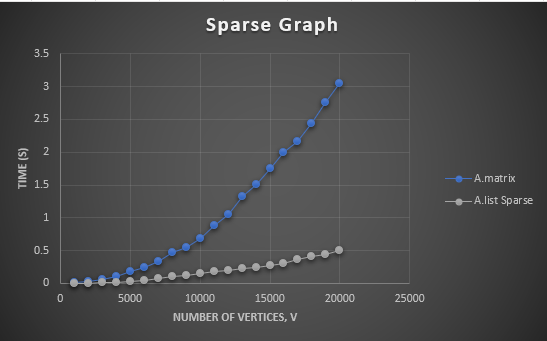 Sparse Graph
3.5
3
2.5
2
1.5
1
0.5
0
TIME (S)
0 5000 10000 15000 20000 25000
NUMBER OF VERTICES, V
A.matrix
A.list Sparse